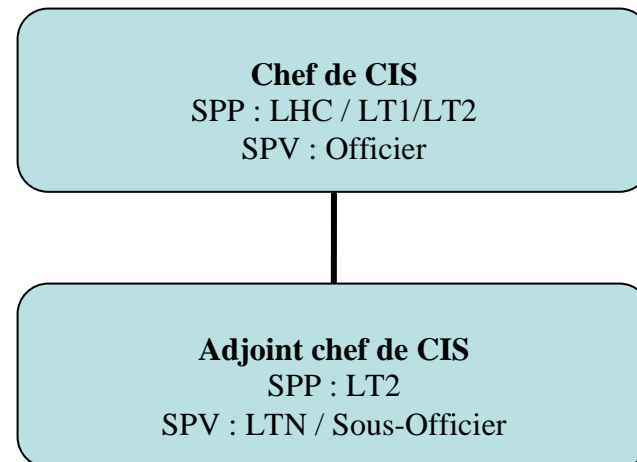 Chef de CIS
SPP : LHC / LT1/LT2
SPV : Officier
Adjoint chef de CIS
SPP : LT2
SPV : LTN / Sous-Officier